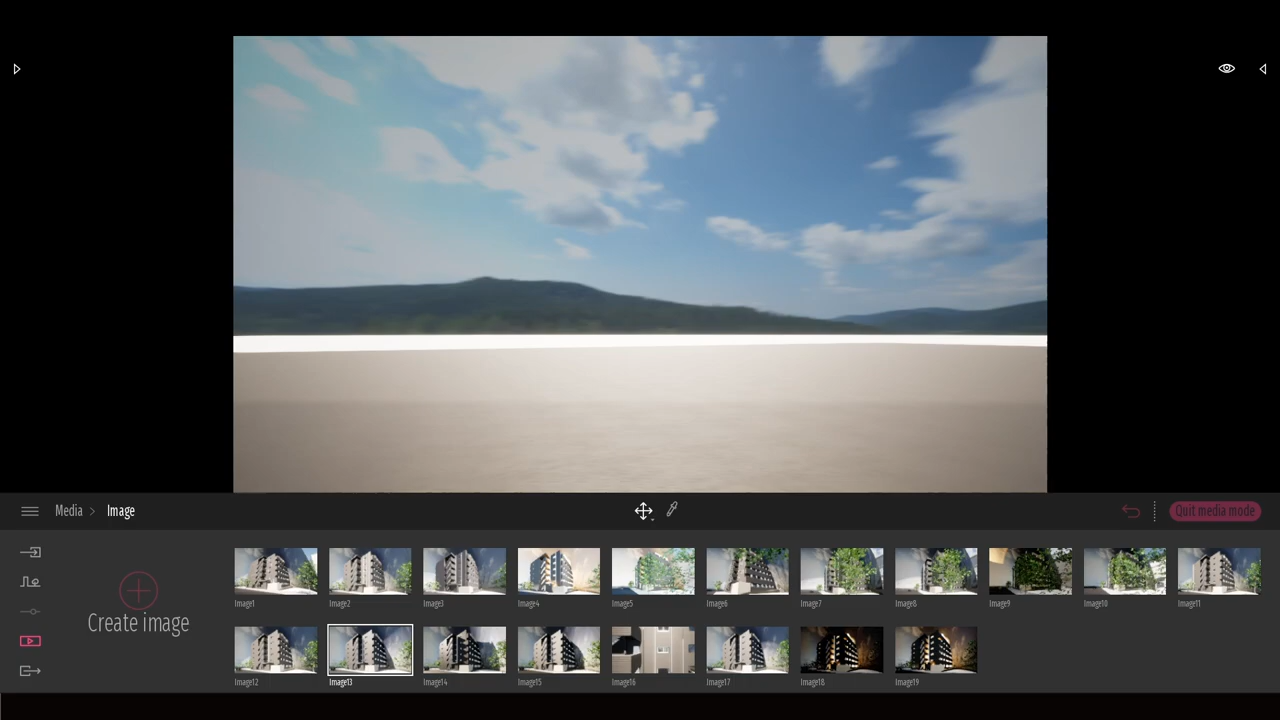 Media > Image
Quit media mode
Create image
Image1
Image2
Image3
Image4
Image5
Image6
Image7
Image8
Image9
Image10
Image11
Image12
Image13
Image14
Image15
Image16
Image17
Image18
Image19